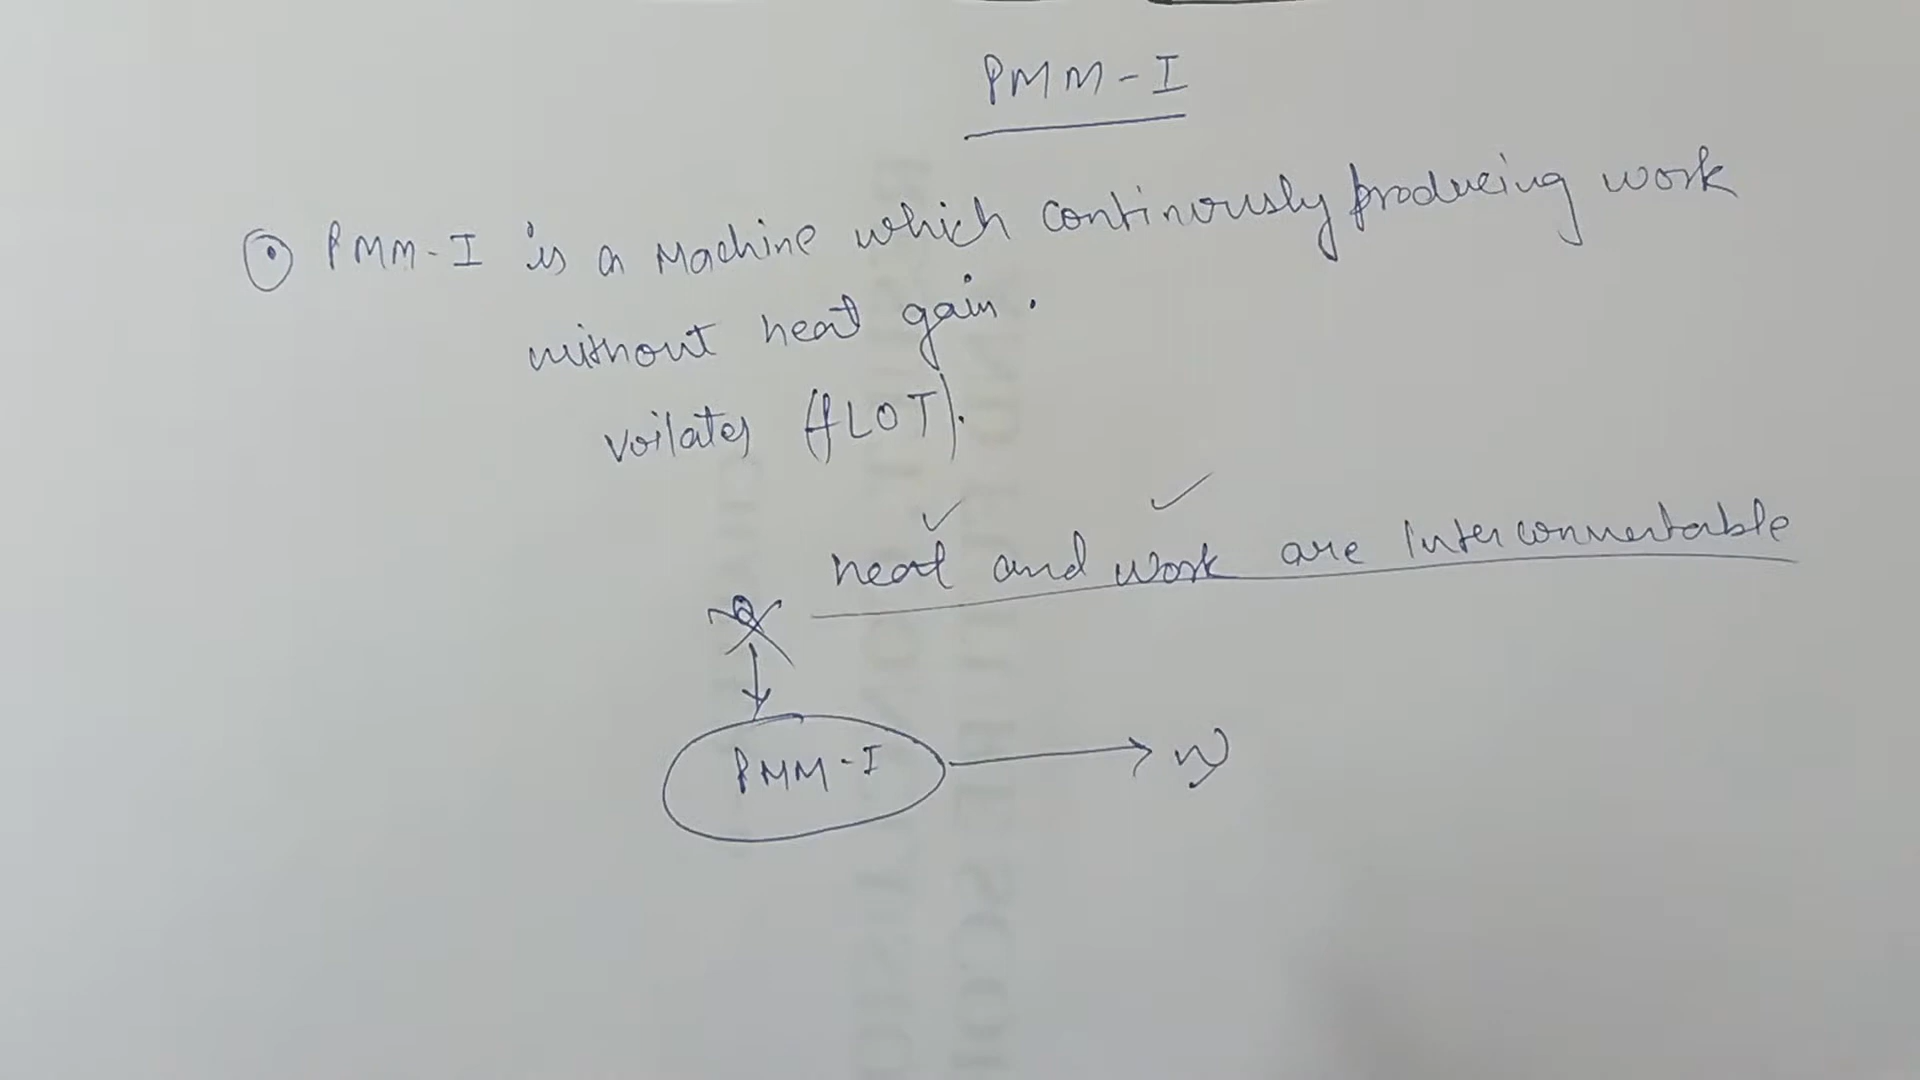 PMM-I
PMM-I is a Machine which continuously producing work
without heat gain.
voilates (fLOT).
heat and work are Interconvertable
Q
PMM-I
W